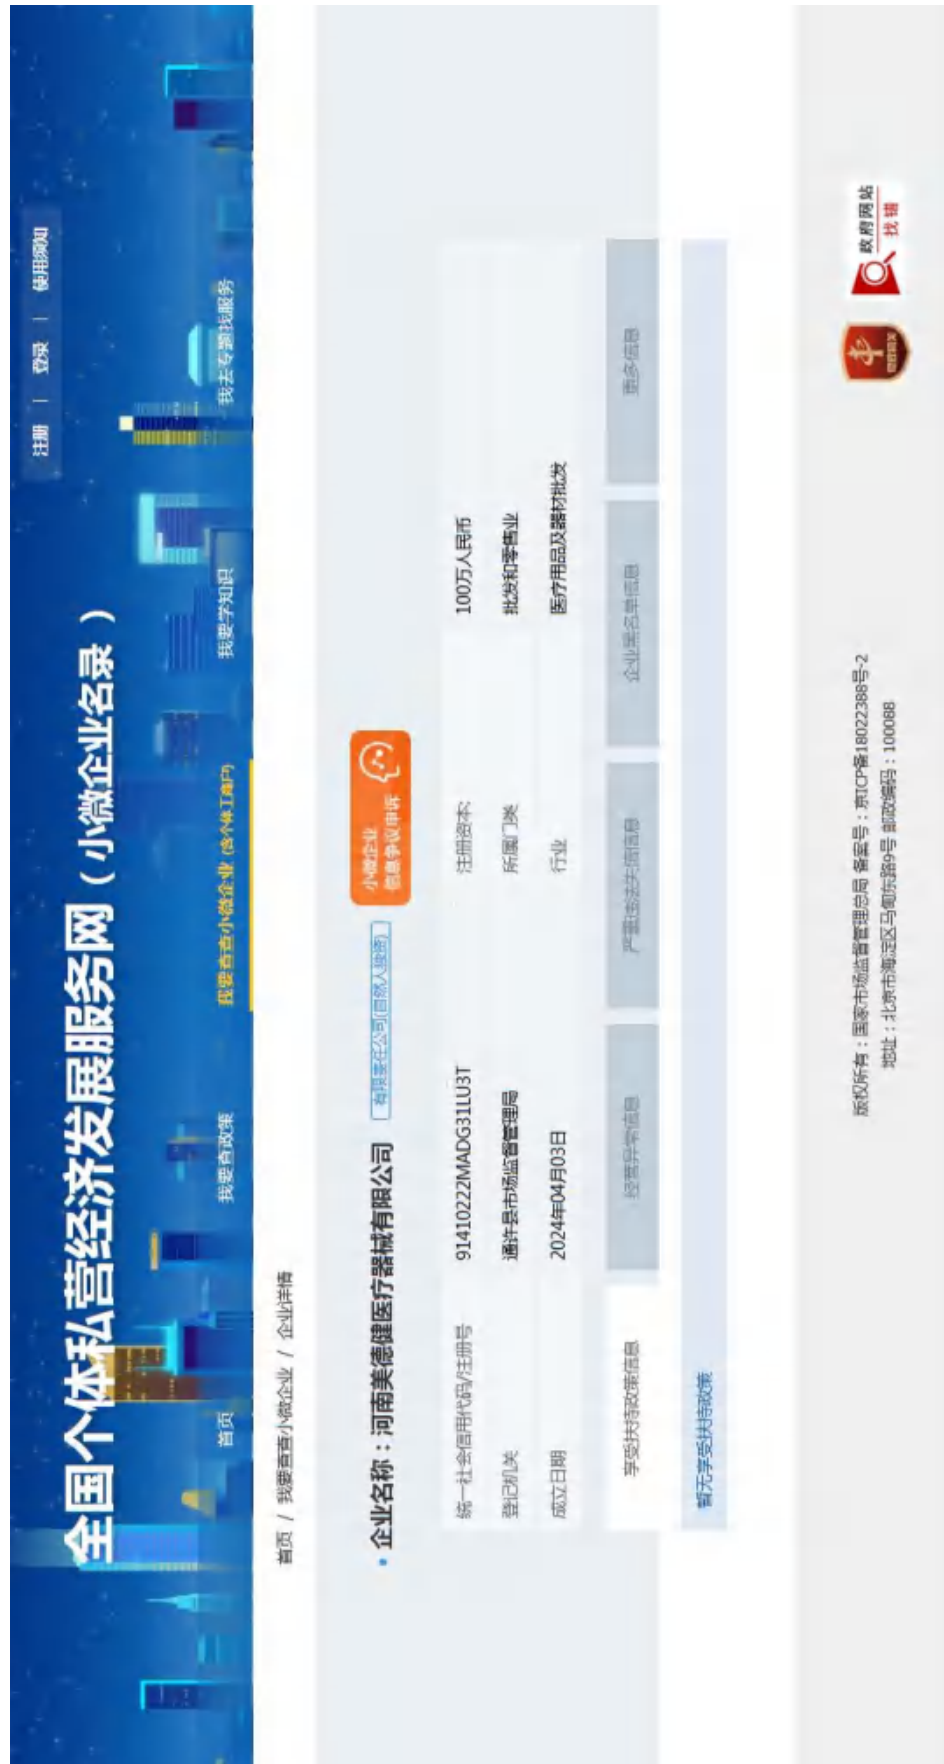 注册 | 登录 | 使用须知
全国个体私营经济发展服务网（小微企业名录）
首页 我要查政策 我要查查小微企业（含个体工商户） 我要学知识 我去专题找服务
首页 / 我要查查小微企业 / 企业详情
企业名称：河南美德健医疗器械有限公司 有限责任公司(自然人投资) 小微企业
信息争议申诉
统一社会信用代码/注册号 91410222MADG31LU3T 注册资本: 100万人民币
登记机关 通许县市场监督管理局 所属门类 批发和零售业
成立日期 2024年04月03日 行业 医疗用品及器材批发
享受扶持政策信息 经营异常信息 严重违法失信信息 企业黑名单信息 更多信息
暂无享受扶持政策
版权所有：国家市场监督管理总局 备案号：京ICP备18022388号-2
地址：北京市海淀区马甸东路9号 邮政编码：100088
党政机关
政府网站
找错